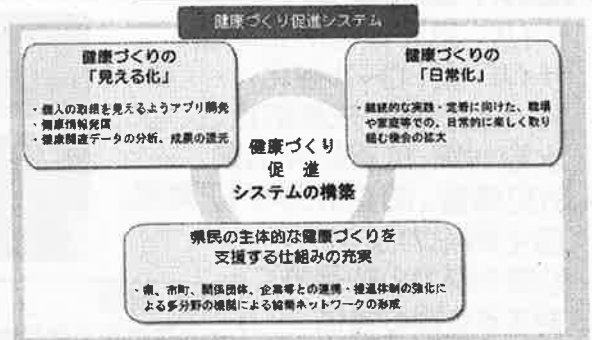 健康づくり促進システム
健康づくりの
「見える化」
・個人の取組を見えるようアプリ開発
・健康情報発信
・健康関連データの分析、成果の還元
健康づくりの
「日常化」
・継続的な実践・定着に向けた、職場
や家庭等での、日常的に楽しく取り
組む機会の拡大
健康づくり
促　進
システムの構築
県民の主体的な健康づくりを
支援する仕組みの充実
・県、市町、関係団体、企業等との連携・推進体制の強化に
よる多分野の機関による協働ネットワークの形成